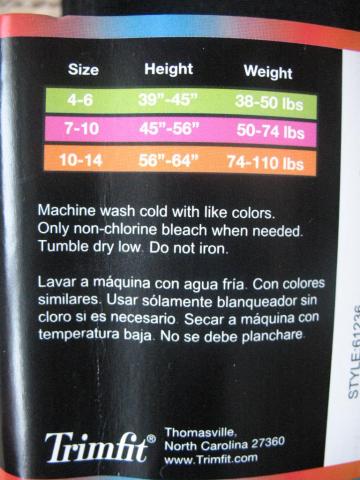 Size Height Weight
4-6 39”-45” 38-50 lbs
7-10 45”-56” 50-74 lbs
10-14 56”-64” 74-110 lbs
Machine wash cold with like colors.
Only non-chlorine bleach when needed.
Tumble dry low. Do not iron.
Lavar a máquina con agua fría. Con colores
similares. Usar sólamente blanqueador sin
cloro si es necesario. Secar a máquina con
temperatura baja. No se debe planchare.
Trimfit®
Thomasville,
North Carolina 27360
www.Trimfit.com
STYLE:61236